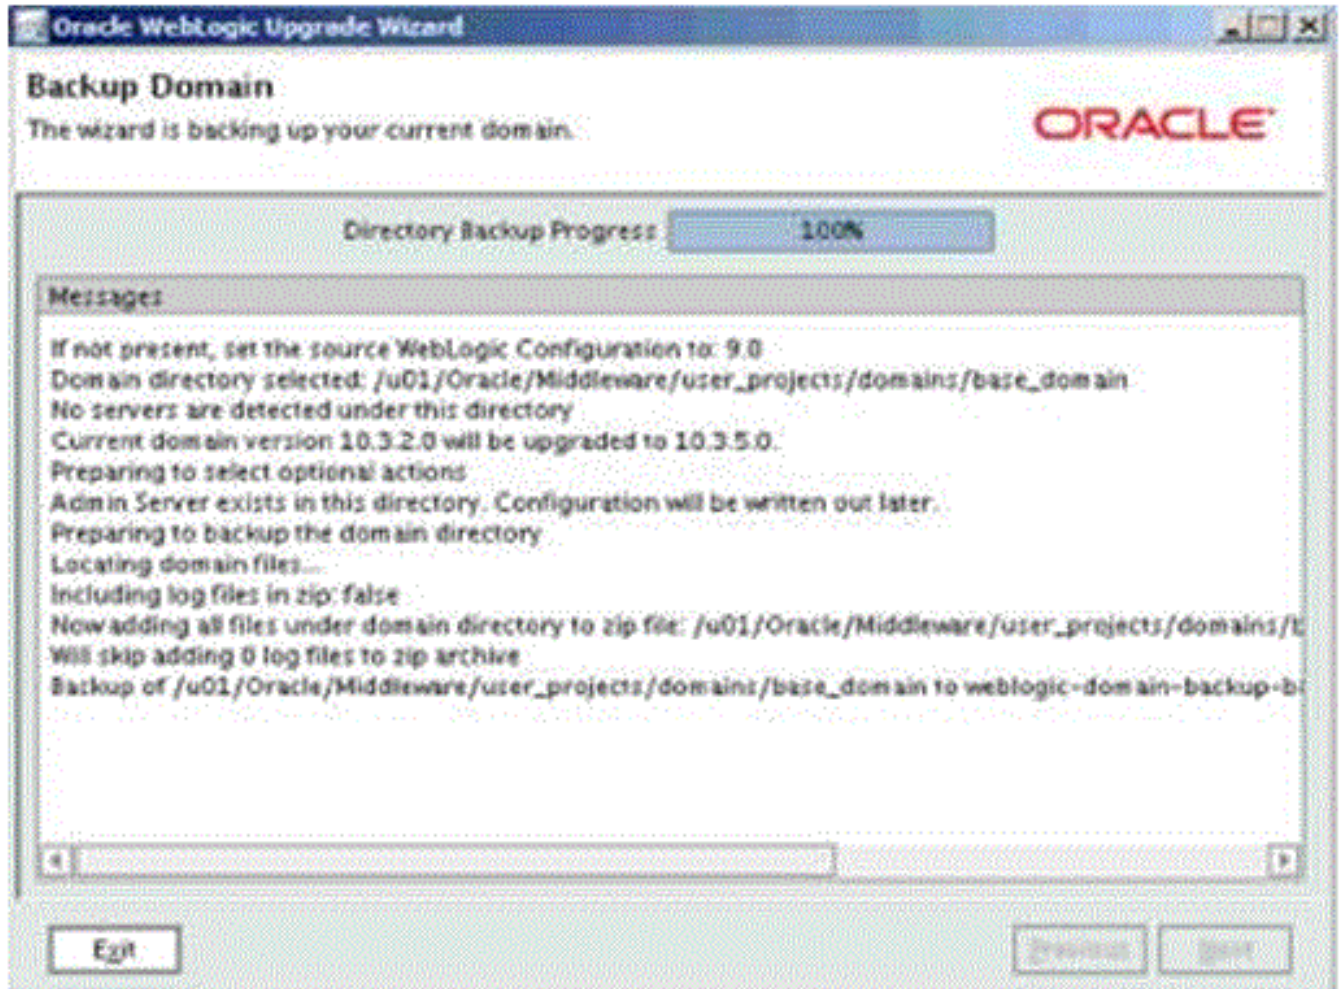 Oracle WebLogic Upgrade Wizard
Backup Domain
The wizard is backing up your current domain.
ORACLE
Directory Backup Progress 100%
Messages
If not present, set the source WebLogic Configuration to: 9.0
Domain directory selected: /u01/Oracle/Middleware/user_projects/domains/base_domain
No servers are detected under this directory
Current domain version 10.3.2.0 will be upgraded to 10.3.5.0.
Preparing to select optional actions
Admin Server exists in this directory. Configuration will be written out later.
Preparing to backup the domain directory
Locating domain files...
Including log files in zip: false
Now adding all files under domain directory to zip file: /u01/Oracle/Middleware/user_projects/domains/b
Will skip adding 0 log files to zip archive
Backup of /u01/Oracle/Middleware/user_projects/domains/base_domain to weblogic-domain-backup-b
Exit
Previous Next